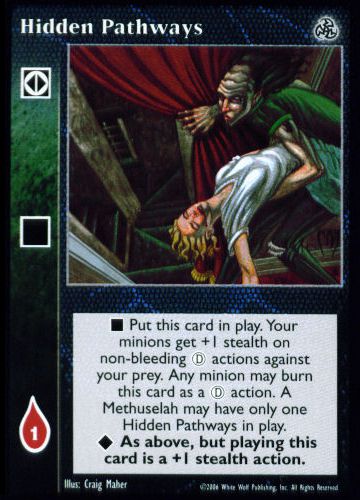 Hidden Pathways
■ Put this card in play. Your
minions get +1 stealth on
non-bleeding Ⓓ actions against
your prey. Any minion may burn
this card as a Ⓓ action. A
Methuselah may have only one
Hidden Pathways in play.
◆ As above, but playing this
card is a +1 stealth action.
1
Illus: Craig Maher
©2006 White Wolf Publishing, Inc. All Rights Reserved.